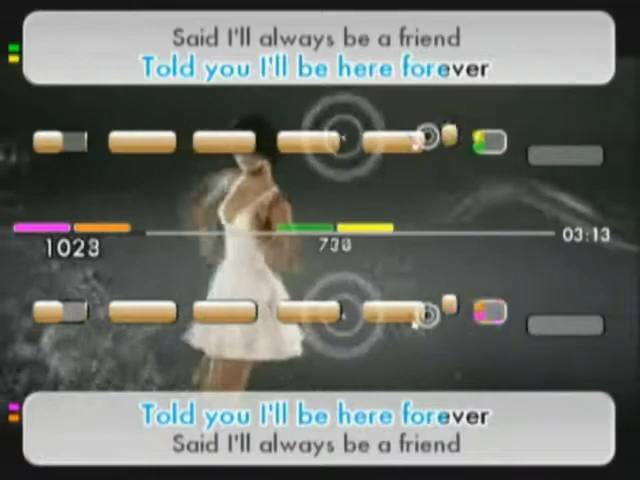 Said I'll always be a friend
Told you I'll be here forever
03:13
1023
738
Told you I'll be here forever
Said I'll always be a friend